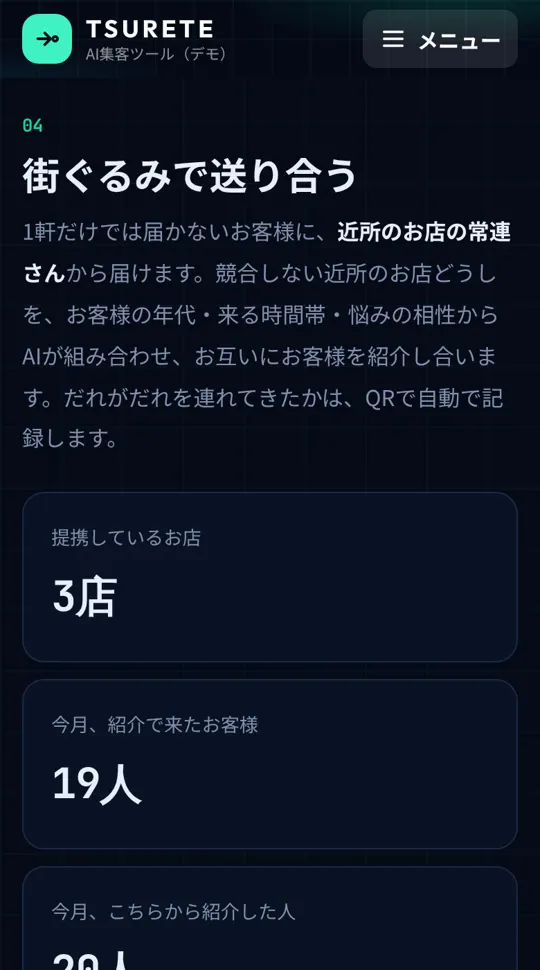 TSURETE
AI集客ツール（デモ）
メニュー
04
街ぐるみで送り合う
1軒だけでは届かないお客様に、近所のお店の常連
さんから届けます。競合しない近所のお店どうし
を、お客様の年代・来る時間帯・悩みの相性から
AIが組み合わせ、お互いにお客様を紹介し合いま
す。だれがだれを連れてきたかは、QRで自動で記
録します。
提携しているお店
3店
今月、紹介で来たお客様
19人
今月、こちらから紹介した人
20人